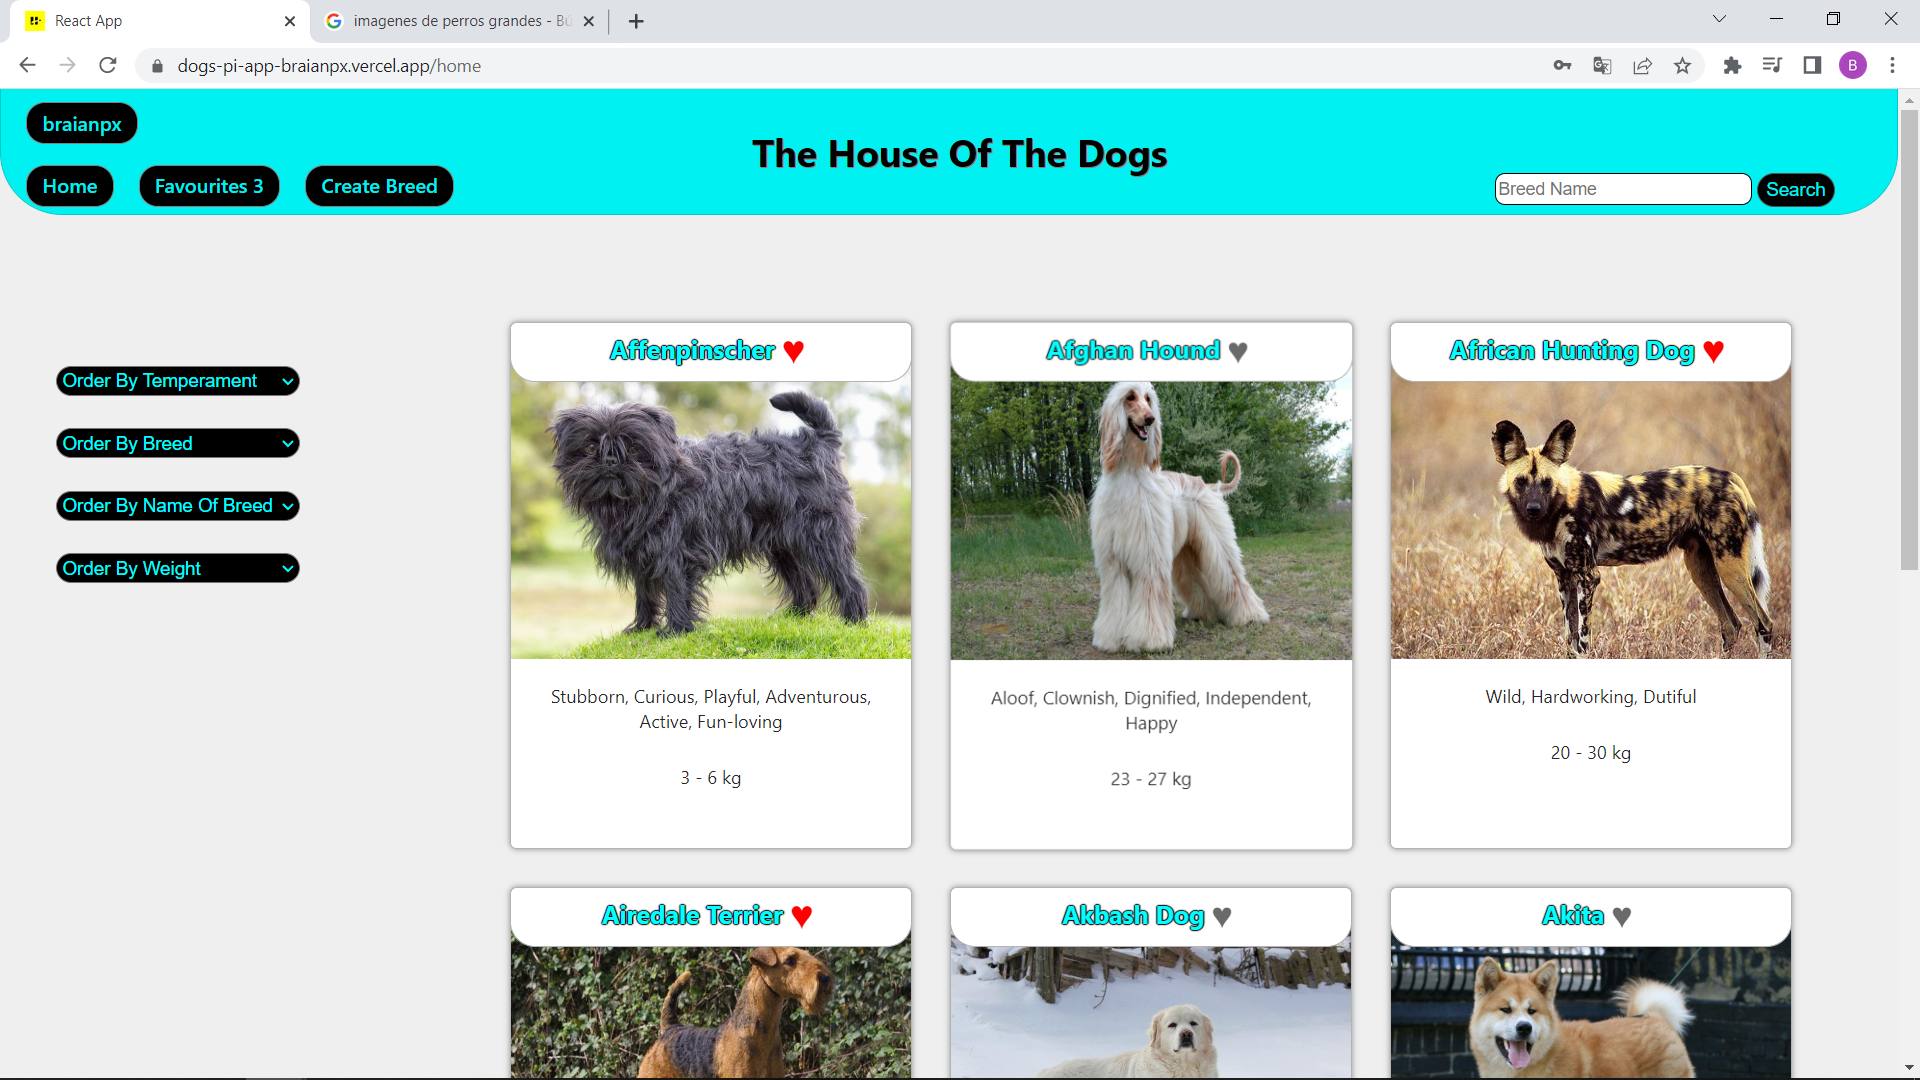 React App
imagenes de perros grandes - Bú
dogs-pi-app-braianpx.vercel.app/home
B
braianpx
The House Of The Dogs
Home
Favourites 3
Create Breed
Breed Name
Search
Order By Temperament
Order By Breed
Order By Name Of Breed
Order By Weight
Affenpinscher
Stubborn, Curious, Playful, Adventurous,
Active, Fun-loving
3 - 6 kg
Afghan Hound
Aloof, Clownish, Dignified, Independent,
Happy
23 - 27 kg
African Hunting Dog
Wild, Hardworking, Dutiful
20 - 30 kg
Airedale Terrier
Akbash Dog
Akita